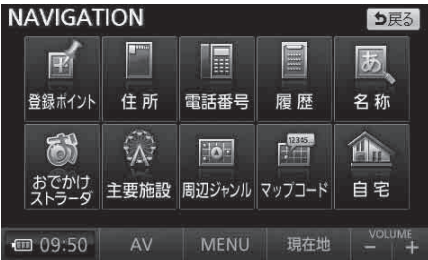 NAVIGATION
戻る
登録ポイント
住所
電話番号
履歴
あ
名称
おでかけ
ストラーダ
主要施設
周辺ジャンル
12345...
マップコード
自宅
09:50
AV
MENU
現在地
VOLUME
− +